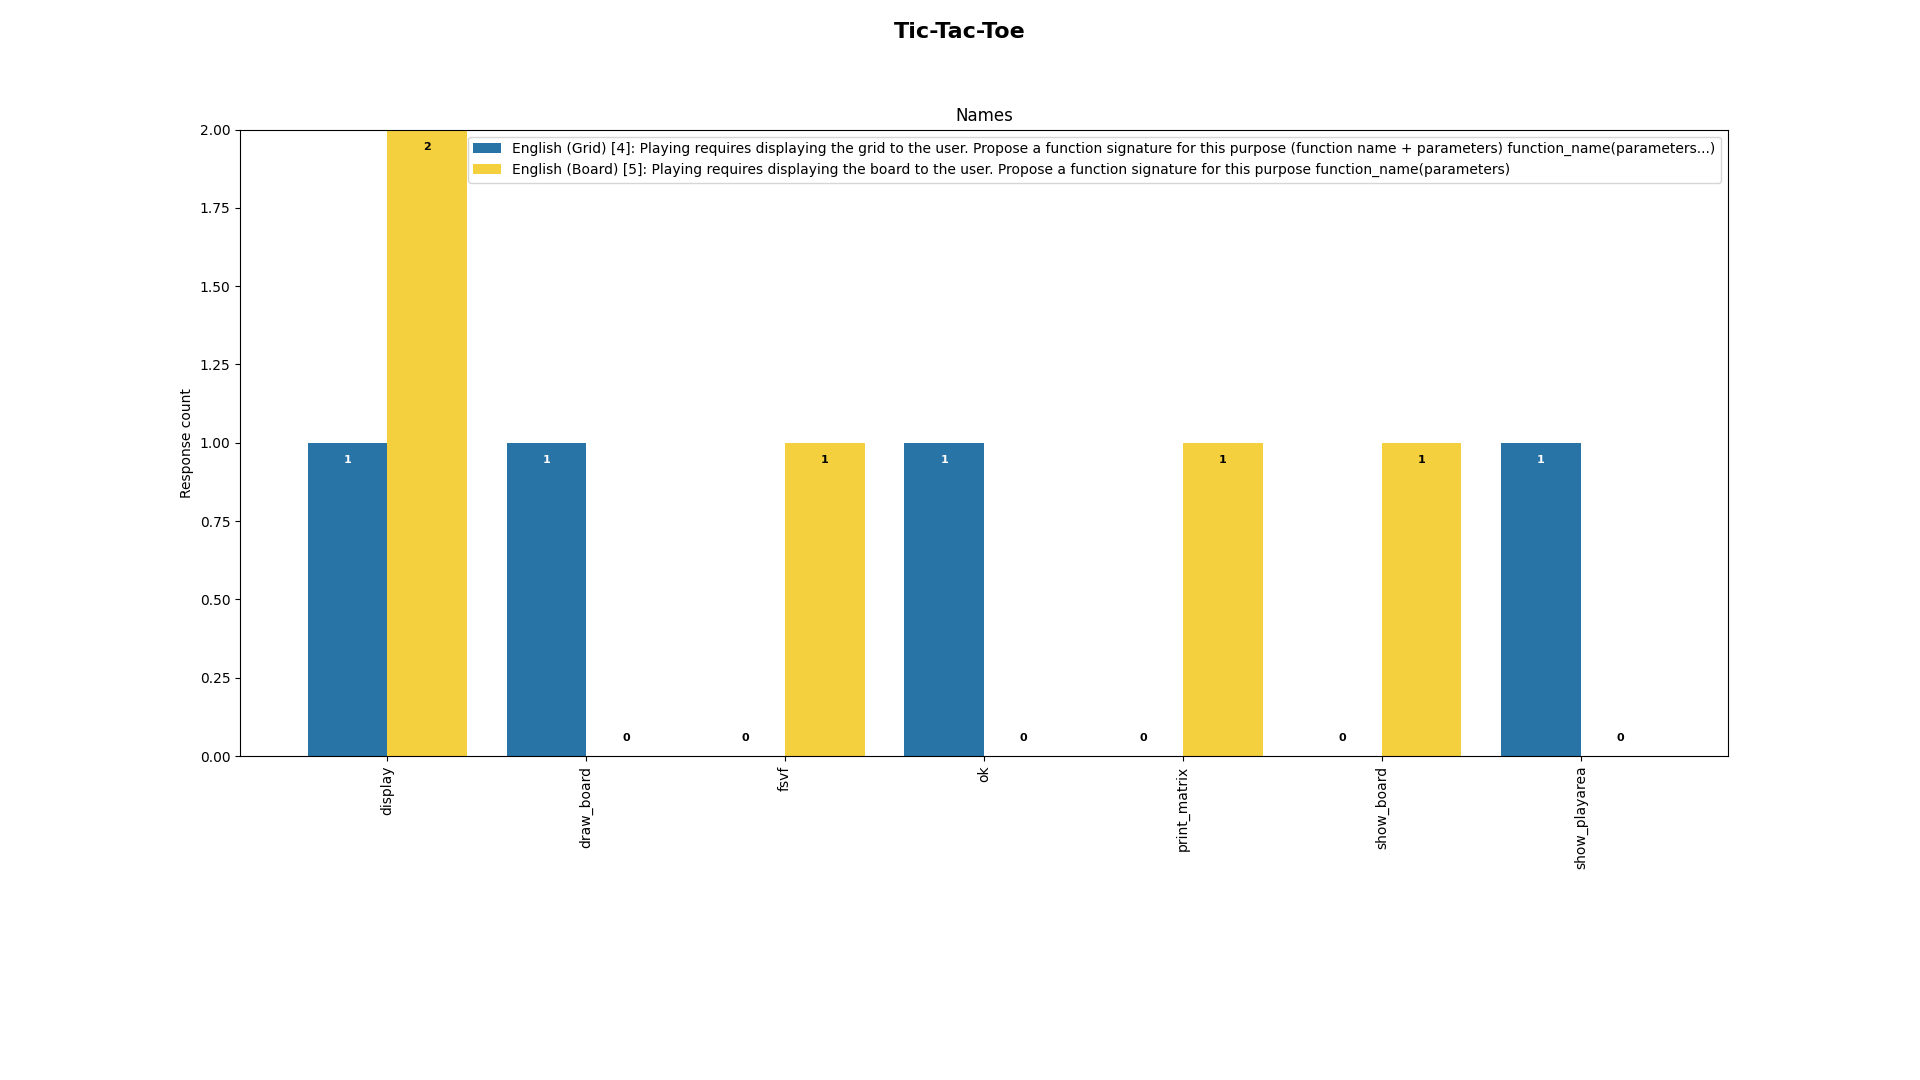 Tic-Tac-Toe
Names
English (Grid) [4]: Playing requires displaying the grid to the user. Propose a function signature for this purpose (function name + parameters) function_name(parameters...)
English (Board) [5]: Playing requires displaying the board to the user. Propose a function signature for this purpose function_name(parameters)
Response count
2.00
1.75
1.50
1.25
1.00
0.75
0.50
0.25
0.00
1
2
1
0
0
1
1
0
0
1
0
1
1
0
display
draw_board
fsvf
ok
print_matrix
show_board
show_playarea